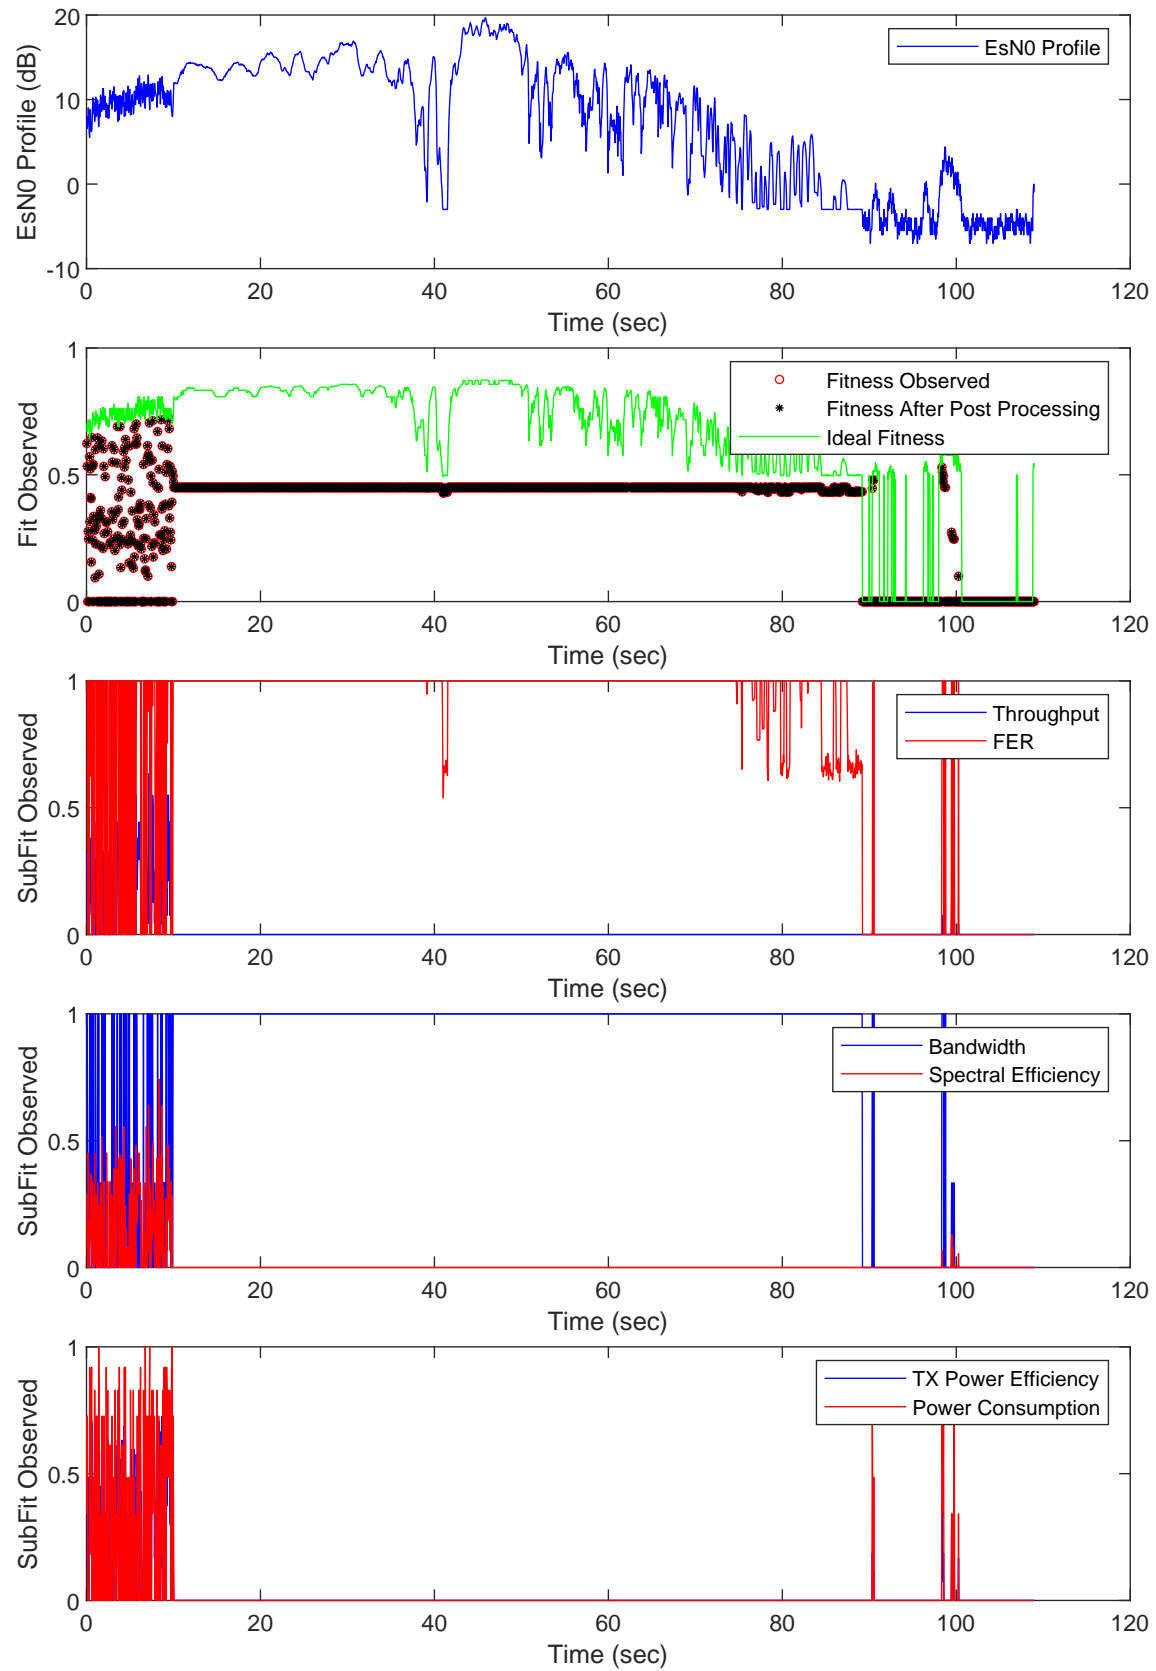 20
10
0
-10
EsN0 Profile (dB)
EsN0 Profile
0 20 40 60 80 100 120
Time (sec)
1
0.5
0
Fit Observed
Fitness Observed
Fitness After Post Processing
Ideal Fitness
0 20 40 60 80 100 120
Time (sec)
1
0.5
0
SubFit Observed
Throughput
FER
0 20 40 60 80 100 120
Time (sec)
1
0.5
0
SubFit Observed
Bandwidth
Spectral Efficiency
0 20 40 60 80 100 120
Time (sec)
1
0.5
0
SubFit Observed
TX Power Efficiency
Power Consumption
0 20 40 60 80 100 120
Time (sec)